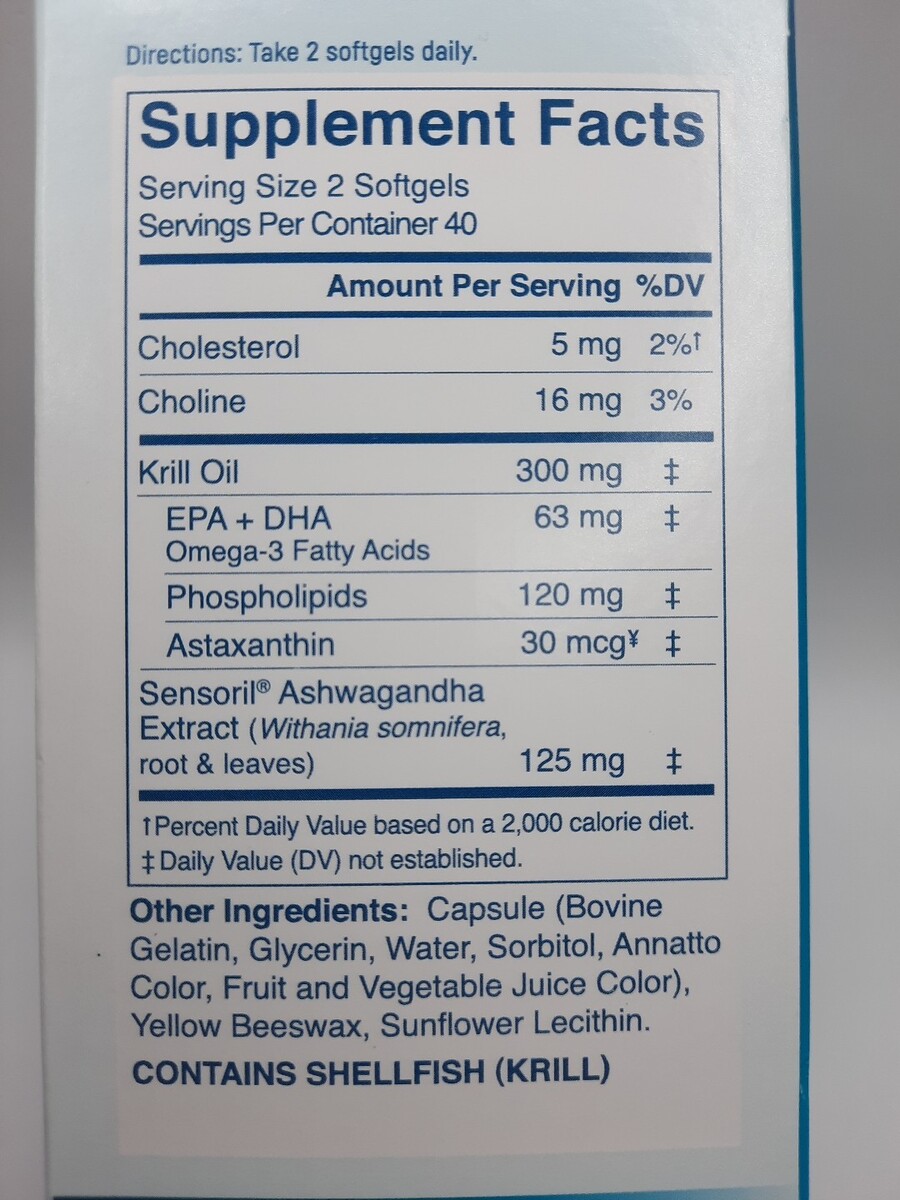 Directions: Take 2 softgels daily.
Supplement Facts
Serving Size 2 Softgels
Servings Per Container 40
Amount Per Serving %DV
Cholesterol 5 mg 2%†
Choline 16 mg 3%
Krill Oil 300 mg ‡
EPA + DHA 63 mg ‡
Omega-3 Fatty Acids
Phospholipids 120 mg ‡
Astaxanthin 30 mcg¥ ‡
Sensoril® Ashwagandha
Extract (Withania somnifera,
root & leaves) 125 mg ‡
†Percent Daily Value based on a 2,000 calorie diet.
‡Daily Value (DV) not established.
Other Ingredients: Capsule (Bovine
Gelatin, Glycerin, Water, Sorbitol, Annatto
Color, Fruit and Vegetable Juice Color),
Yellow Beeswax, Sunflower Lecithin.
CONTAINS SHELLFISH (KRILL)